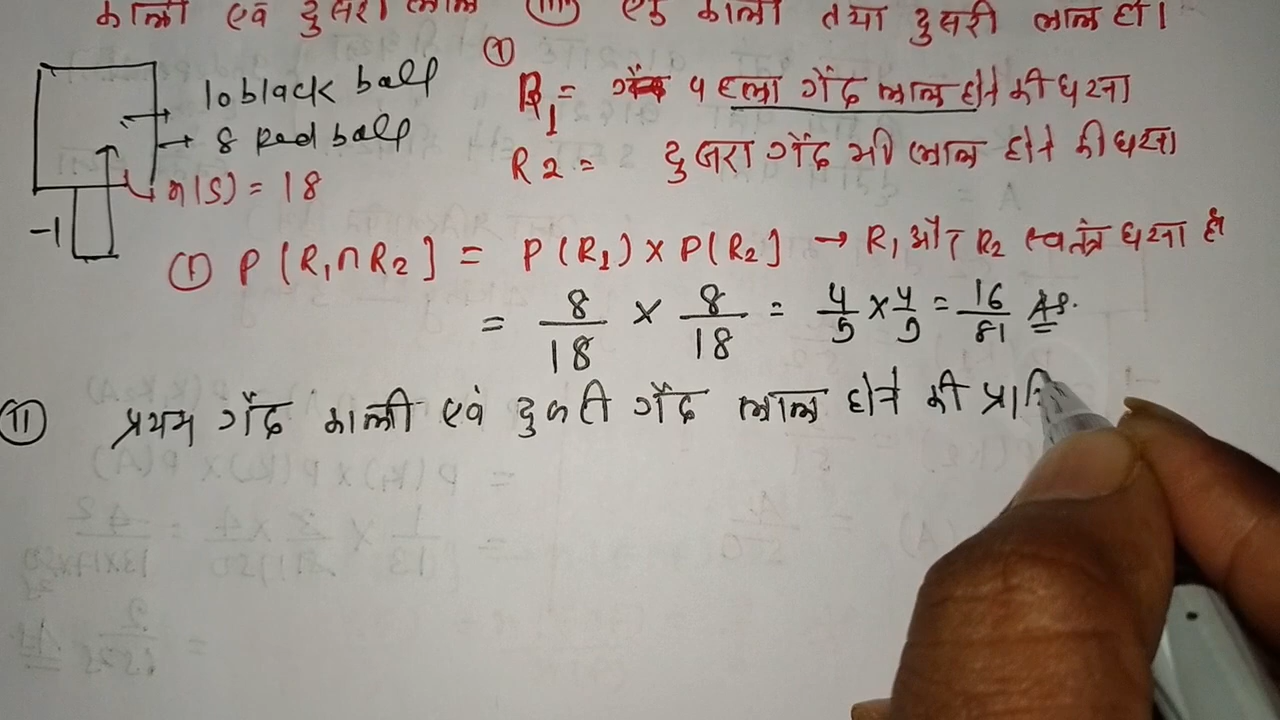 काली एवं दुसरी लाल (III) एक काली तथा दुसरी लाल हो।
(I)
10 black ball
R1 = पहला गेंद लाल होने की घटना
8 Red ball
R2 = दुसरा गेंद भी लाल होने की घटना
n(S) = 18
-1
(I) P(R1∩R2] = P(R1) x P(R2] → R1 और R2 स्वतंत्र घटना है
= 8/18 x 8/18 = 4/9 x 4/9 = 16/81 As.
(II) प्रथम गेंद काली एवं दुसरी गेंद लाल होने की